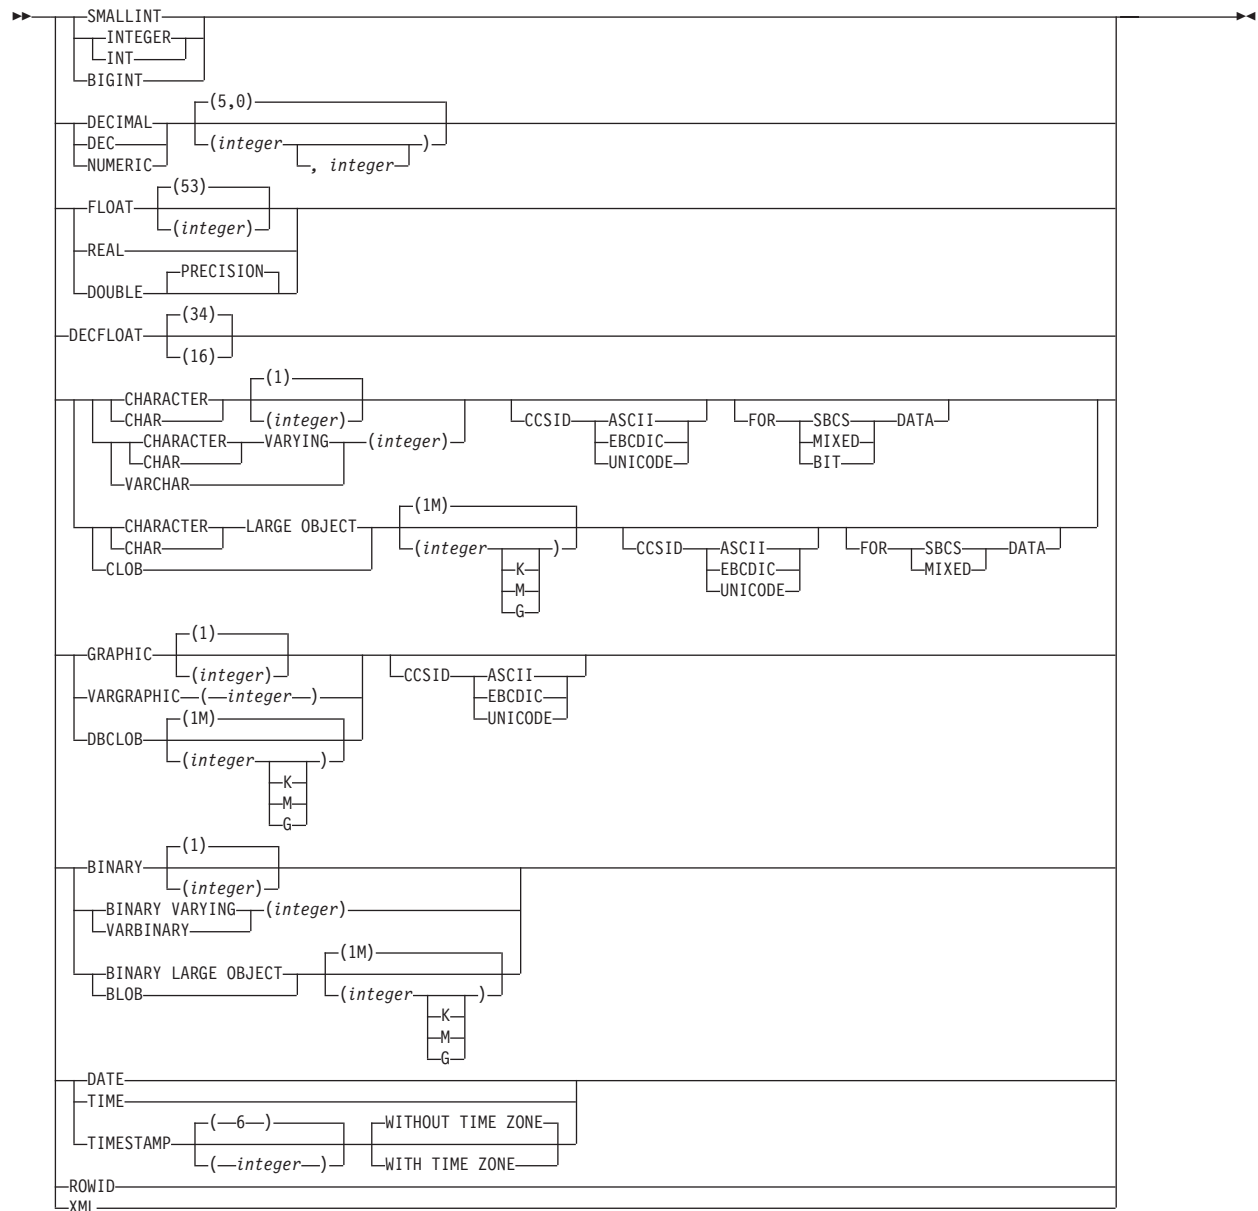 SMALLINT
INTEGER
INT
BIGINT
(5,0)
DECIMAL (integer )
DEC , integer
NUMERIC
(53)
FLOAT
(integer)
REAL
PRECISION
DOUBLE
(34)
DECFLOAT
(16)
(1)
CHARACTER
CHAR (integer) CCSID ASCII FOR SBCS DATA
CHARACTER VARYING (integer) EBCDIC MIXED
CHAR UNICODE BIT
VARCHAR
(1M)
CHARACTER LARGE OBJECT
CHAR (integer ) CCSID ASCII FOR SBCS DATA
CLOB K EBCDIC MIXED
M UNICODE
G
(1)
GRAPHIC
(integer) CCSID ASCII
VARGRAPHIC ( integer ) EBCDIC
(1M) UNICODE
DBCLOB
(integer )
K
M
G
(1)
BINARY
(integer)
BINARY VARYING (integer)
VARBINARY
(1M)
BINARY LARGE OBJECT
BLOB (integer )
K
M
G
DATE
TIME
( 6 ) WITHOUT TIME ZONE
TIMESTAMP
( integer ) WITH TIME ZONE
ROWID
XML